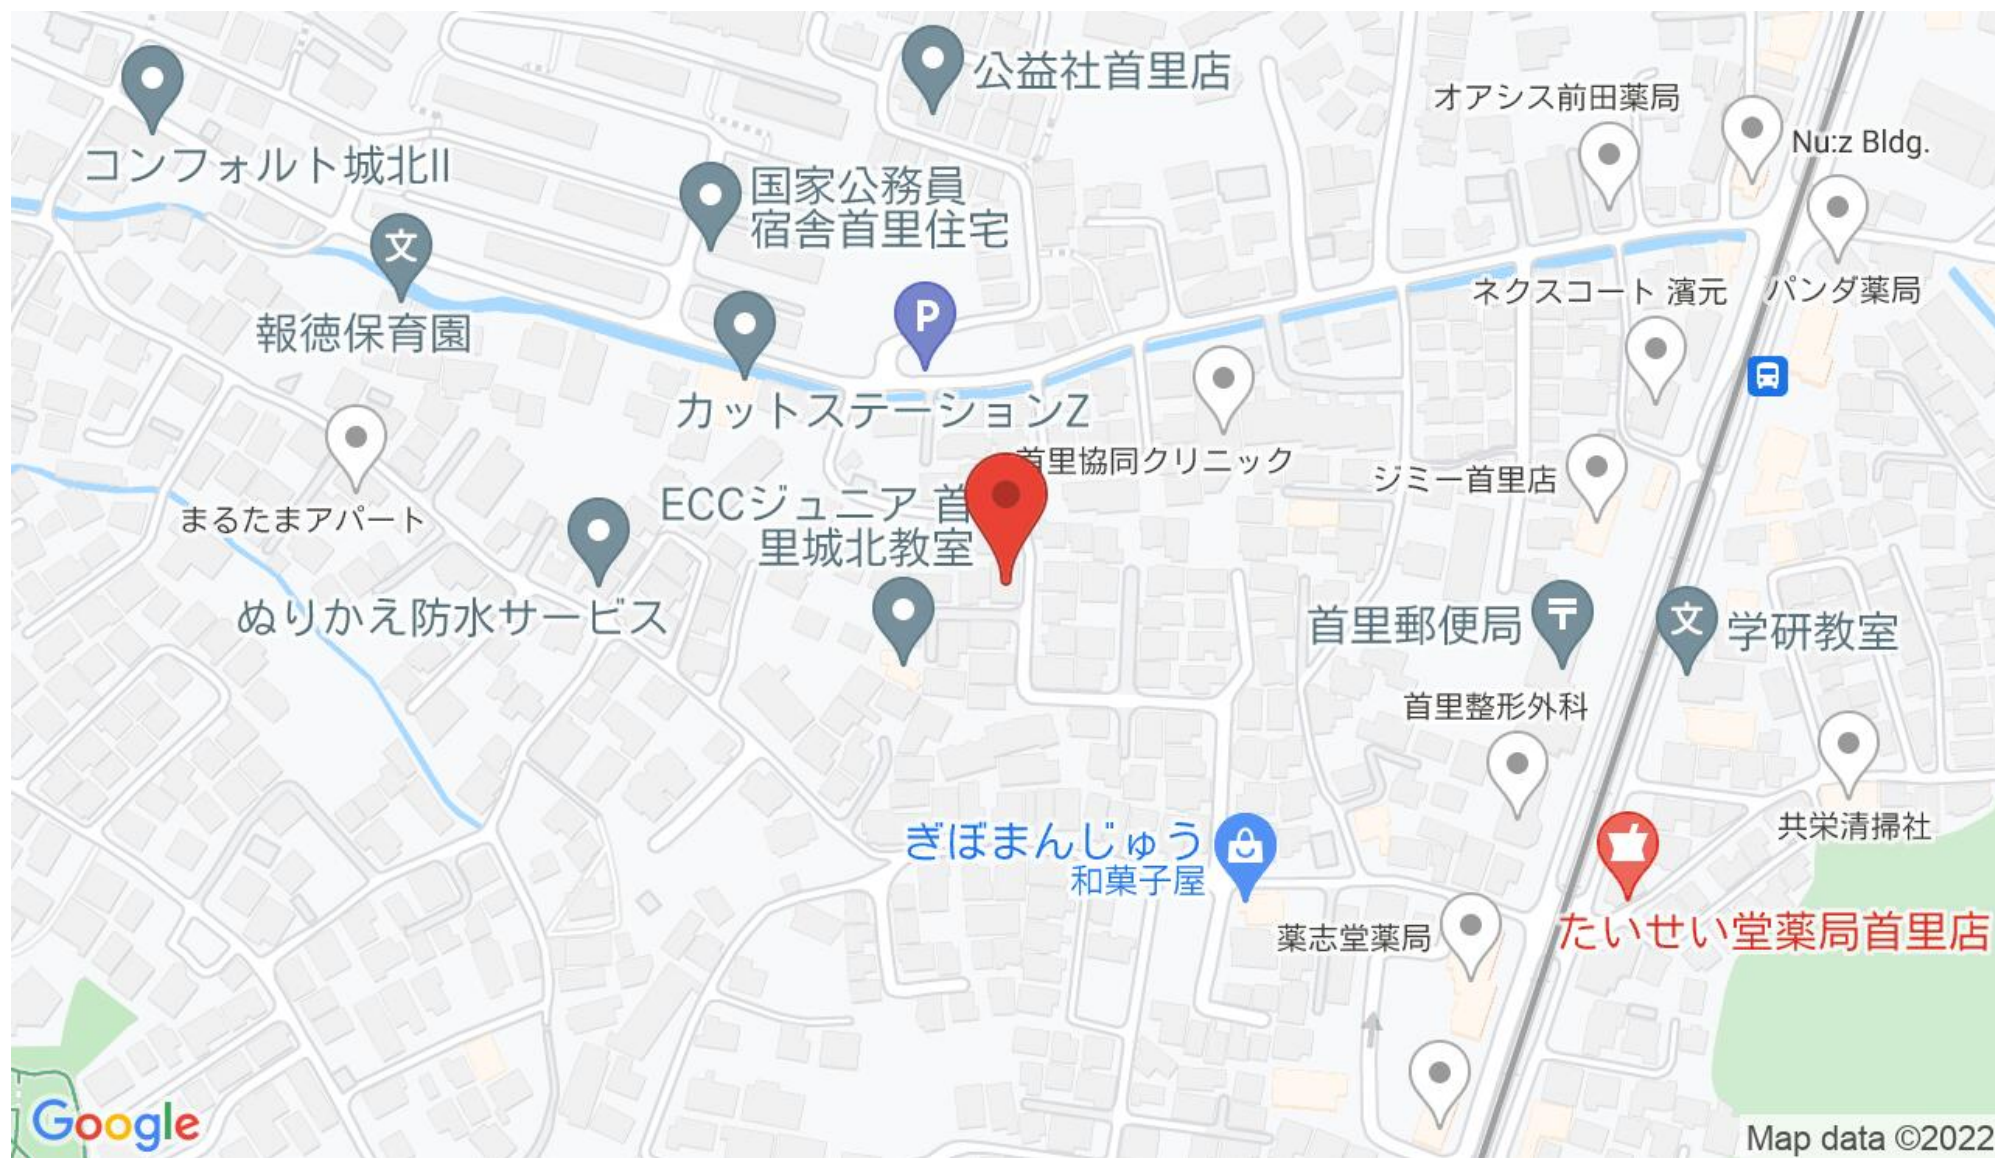 公益社首里店
オアシス前田薬局
Nu:z Bldg.
コンフォルト城北II
国家公務員
宿舎首里住宅
文
報徳保育園
P
ネクスコート 濱元
パンダ薬局
カットステーションZ
首里協同クリニック
ジミー首里店
まるたまアパート
ECCジュニア 首
里城北教室
ぬりかえ防水サービス
首里郵便局
〒
文
学研教室
首里整形外科
ぎぼまんじゅう
和菓子屋
共栄清掃社
薬志堂薬局
たいせい堂薬局首里店
Google
Map data ©2022